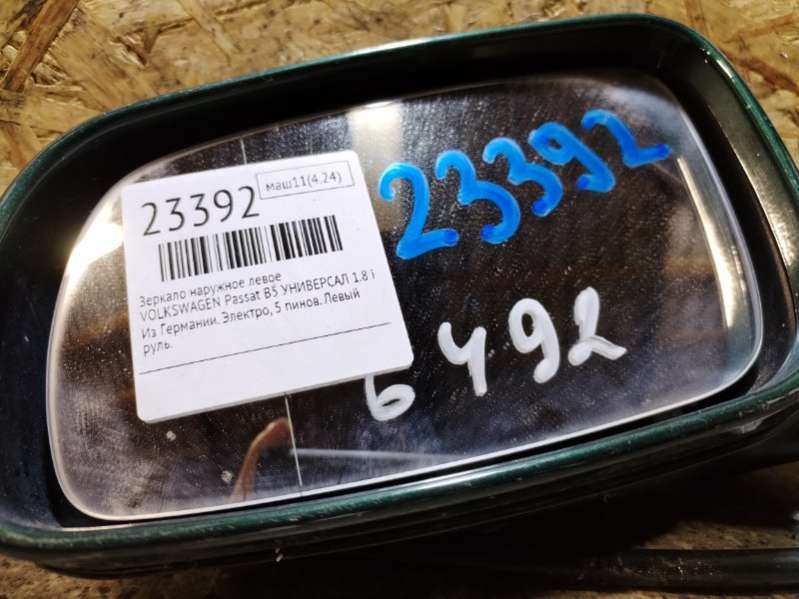 23392
маш11(4.24)
Зеркало наружное левое
VOLKSWAGEN Passat B5 УНИВЕРСАЛ 1.8 i
Из Германии. Электро, 5 пинов. Левый
руль.
23392
6492